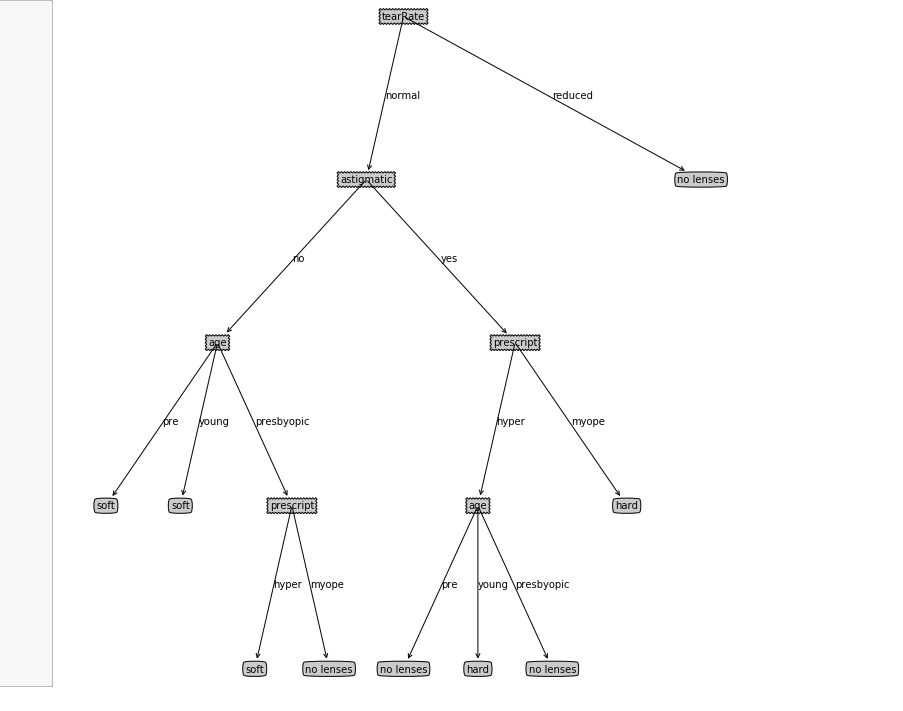 tearRate
normal
reduced
astigmatic
no lenses
no
yes
age
prescript
pre
young
presbyopic
hyper
myope
soft
soft
prescript
age
hard
hyper
myope
pre
young
presbyopic
soft
no lenses
no lenses
hard
no lenses